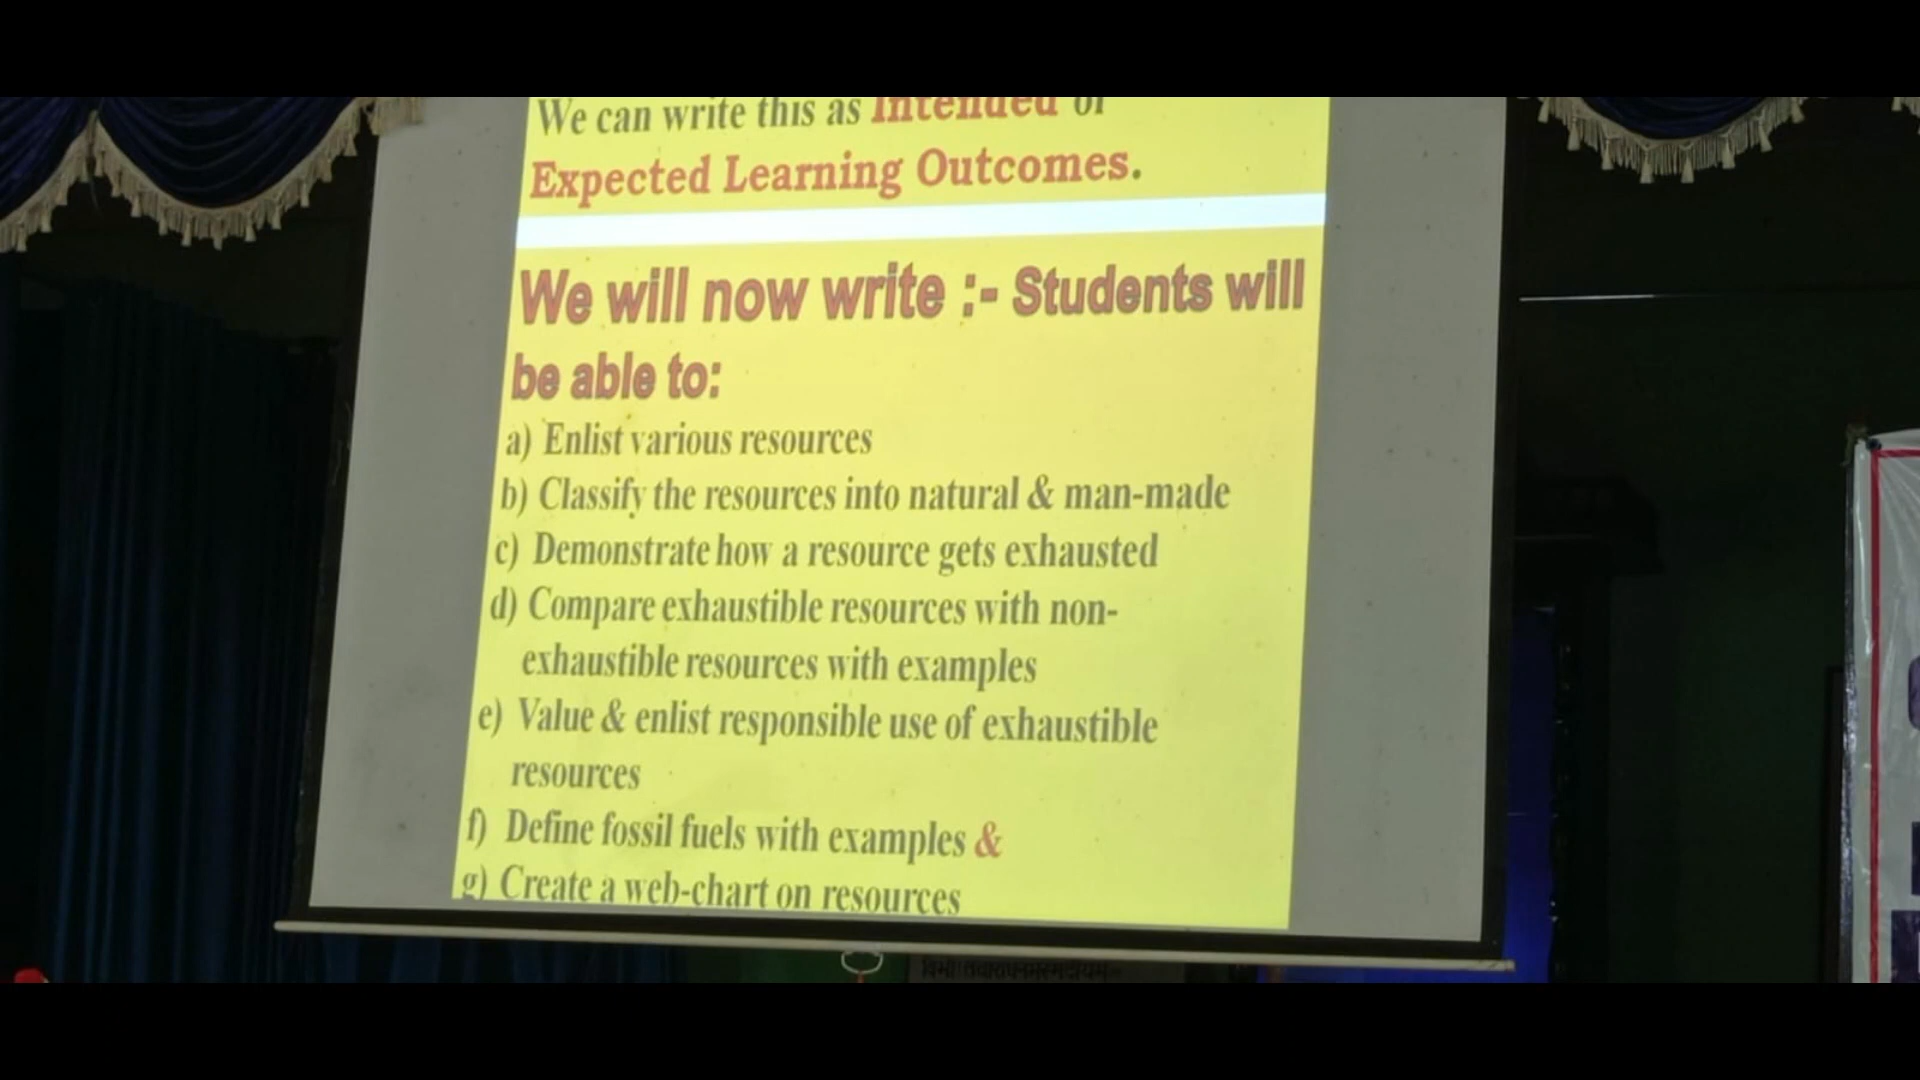 We can write this as Intended or
Expected Learning Outcomes.
We will now write :- Students will
be able to:
a) Enlist various resources
b) Classify the resources into natural & man-made
c) Demonstrate how a resource gets exhausted
d) Compare exhaustible resources with non-
exhaustible resources with examples
e) Value & enlist responsible use of exhaustible
resources
f) Define fossil fuels with examples &
g) Create a web-chart on resources